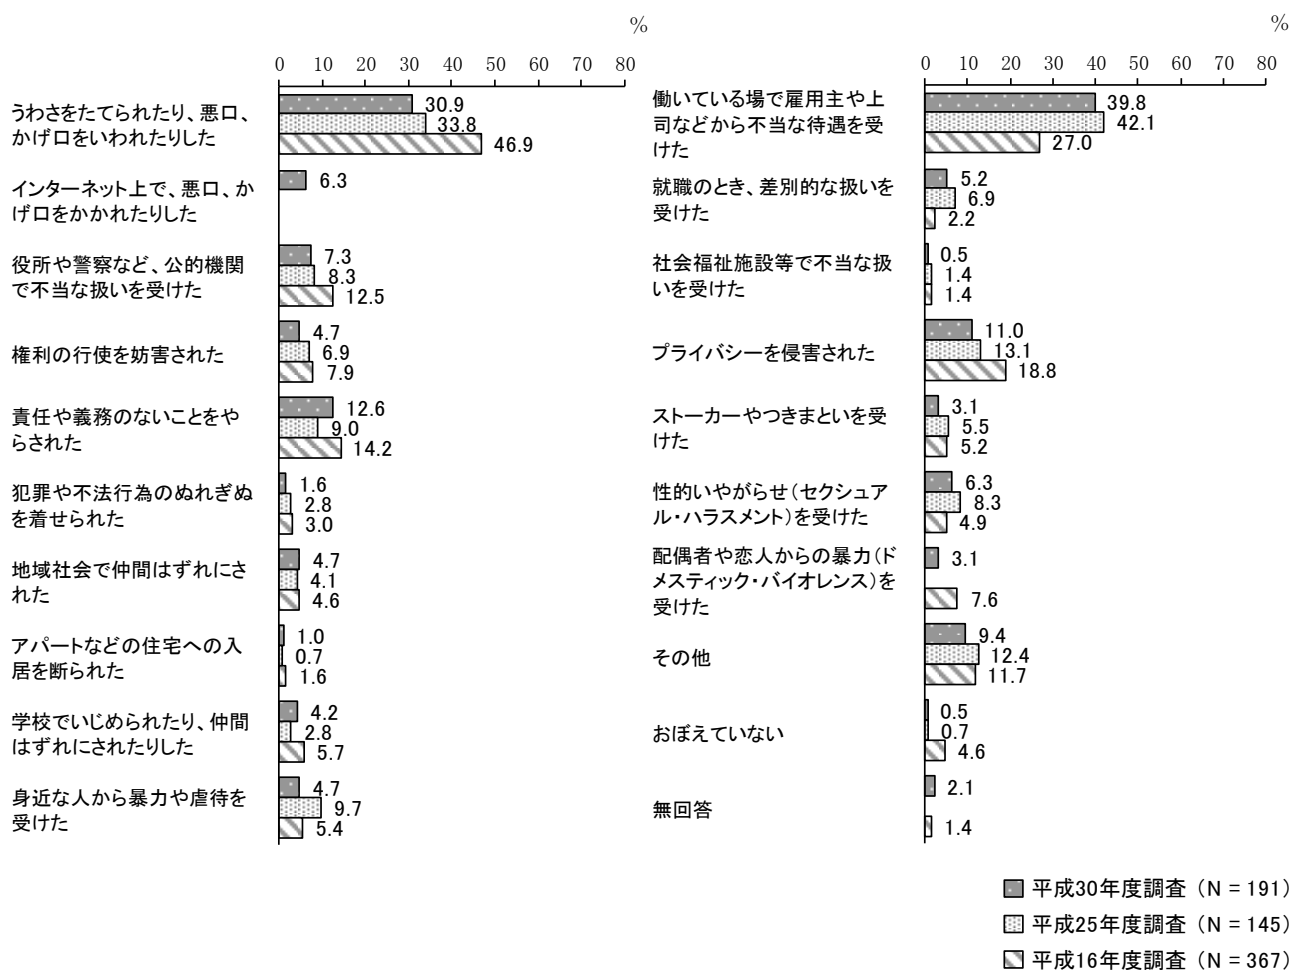 %
0 10 20 30 40 50 60 70 80
うわさをたてられたり、悪口、
かげ口をいわれたりした
30.9
33.8
46.9
インターネット上で、悪口、か
げ口をかかれたりした
6.3
役所や警察など、公的機関
で不当な扱いを受けた
7.3
8.3
12.5
権利の行使を妨害された
4.7
6.9
7.9
責任や義務のないことをや
らされた
12.6
9.0
14.2
犯罪や不法行為のぬれぎぬ
を着せられた
1.6
2.8
3.0
地域社会で仲間はずれにさ
れた
4.7
4.1
4.6
アパートなどの住宅への入
居を断られた
1.0
0.7
1.6
学校でいじめられたり、仲間
はずれにされたりした
4.2
2.8
5.7
身近な人から暴力や虐待を
受けた
4.7
9.7
5.4
%
0 10 20 30 40 50 60 70 80
働いている場で雇用主や上
司などから不当な待遇を受
けた
39.8
42.1
27.0
就職のとき、差別的な扱いを
受けた
5.2
6.9
2.2
社会福祉施設等で不当な扱
いを受けた
0.5
1.4
1.4
プライバシーを侵害された
11.0
13.1
18.8
ストーカーやつきまといを受
けた
3.1
5.5
5.2
性的いやがらせ（セクシュア
ル・ハラスメント）を受けた
6.3
8.3
4.9
配偶者や恋人からの暴力（ド
メスティック・バイオレンス）を
受けた
3.1
7.6
その他
9.4
12.4
11.7
おぼえていない
0.5
0.7
4.6
無回答
2.1
1.4
平成30年度調査（N = 191）
平成25年度調査（N = 145）
平成16年度調査（N = 367）